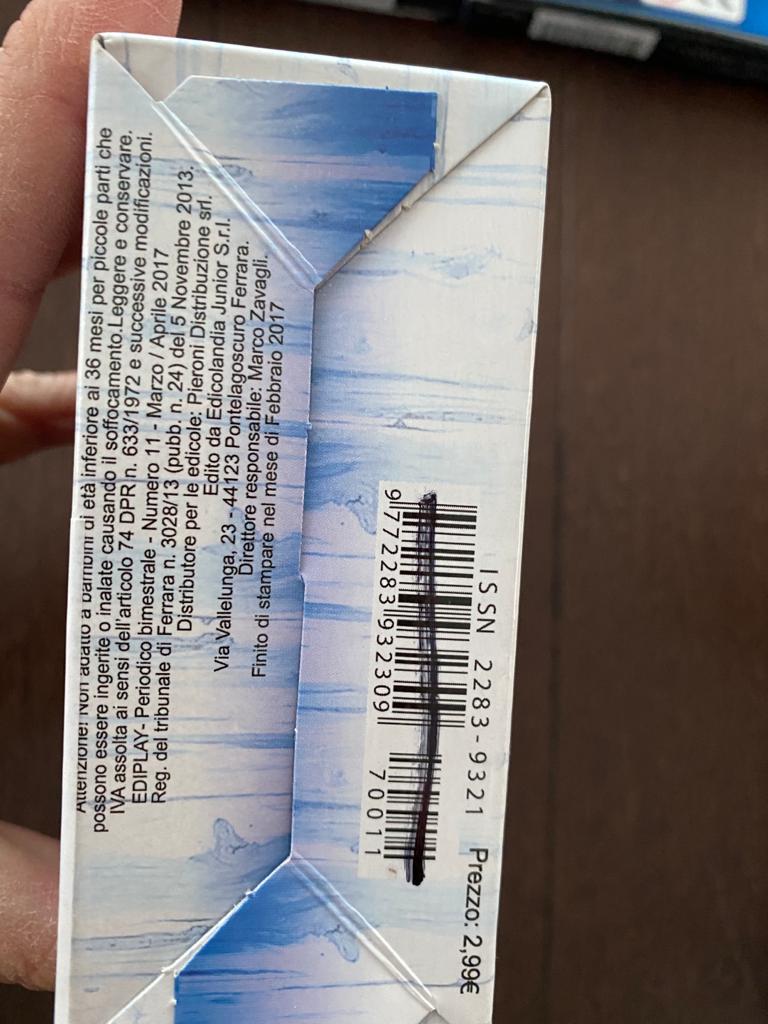 Attenzione! Non adatto a bambini di età inferiore ai 36 mesi per piccole parti che
possono essere ingerite o inalate causando il soffocamento.Leggere e conservare.
IVA assolta ai sensi dell'articolo 74 DPR n. 633/1972 e successive modificazioni.
EDIPLAY- Periodico bimestrale - Numero 11 - Marzo / Aprile 2017
Reg. del tribunale di Ferrara n. 3028/13 (pubb. n. 24) del 5 Novembre 2013.
Distributore per le edicole: Pieroni Distribuzione srl.
Edito da Edicolandia Junior S.r.l.
Via Vallelunga, 23 - 44123 Pontelagoscuro Ferrara.
Direttore responsabile: Marco Zavagli.
Finito di stampare nel mese di Febbraio 2017
ISSN 2283-9321 Prezzo: 2,99€
9 772283 932309 70011